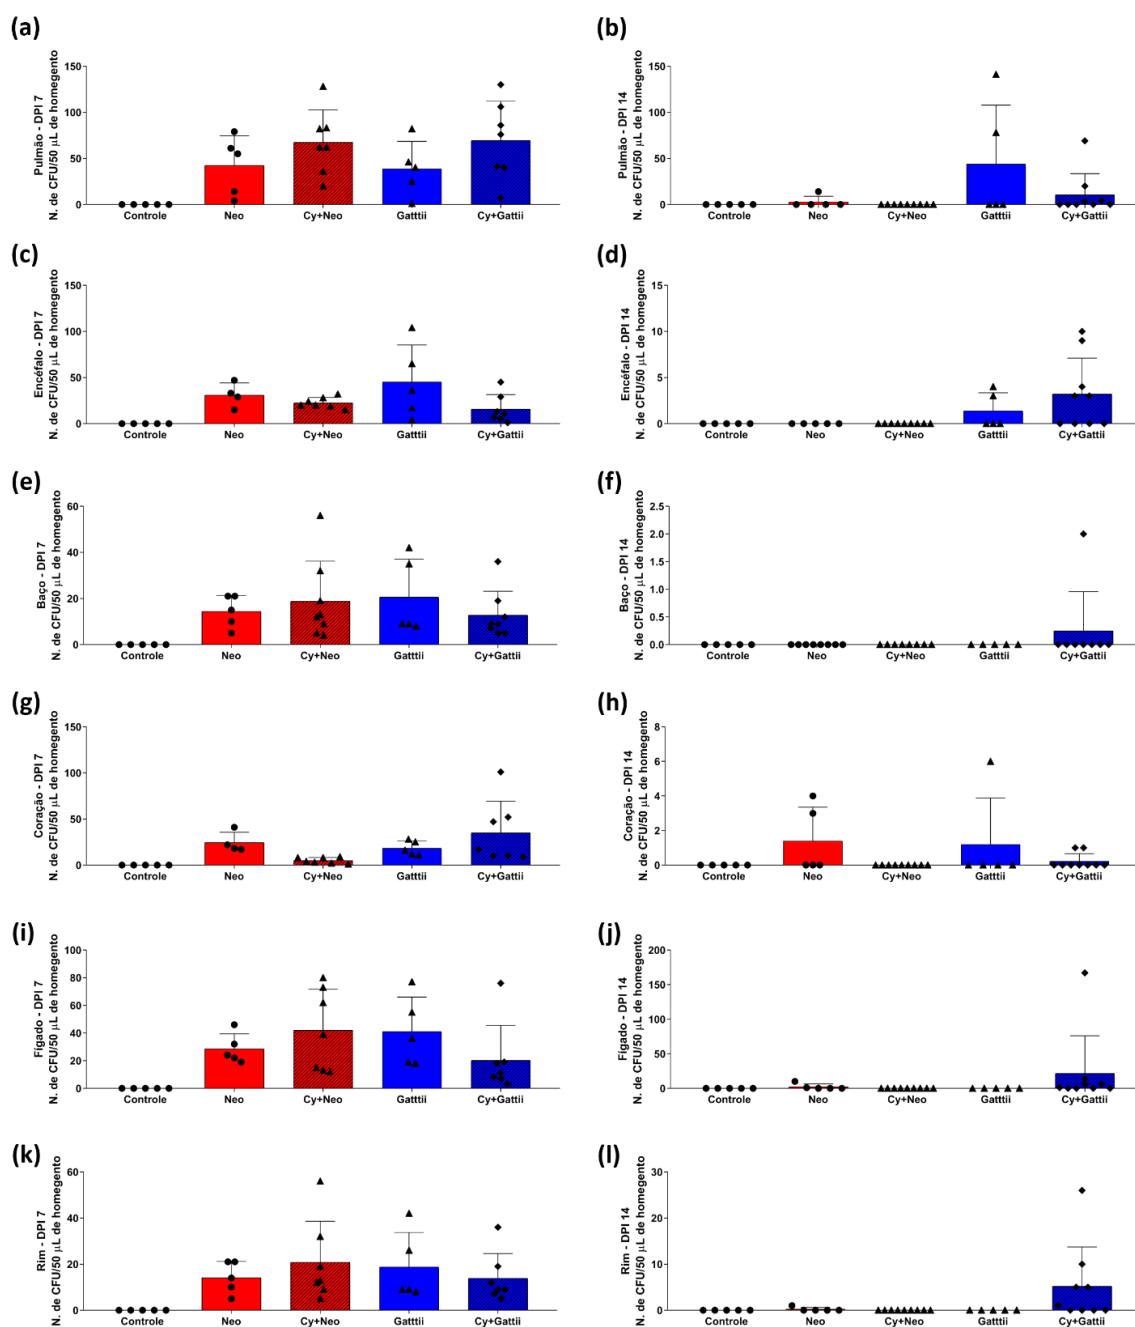 (a)
Pulmão - DPI 7
N. de CFU/50 µL de homegento
150
100
50
0
Controle Neo Cy+Neo Gatttii Cy+Gattii
(b)
Pulmão - DPI 14
N. de CFU/50 µL de homegento
150
100
50
0
Controle Neo Cy+Neo Gatttii Cy+Gattii
(c)
Encéfalo - DPI 7
N. de CFU/50 µL de homegento
150
100
50
0
Controle Neo Cy+Neo Gatttii Cy+Gattii
(d)
Encéfalo - DPI 14
N. de CFU/50 µL de homegento
15
10
5
0
Controle Neo Cy+Neo Gatttii Cy+Gattii
(e)
Baço - DPI 7
N. de CFU/50 µL de homegento
60
40
20
0
Controle Neo Cy+Neo Gatttii Cy+Gattii
(f)
Baço - DPI 14
N. de CFU/50 µL de homegento
2.5
2.0
1.5
1.0
0.5
0.0
Controle Neo Cy+Neo Gatttii Cy+Gattii
(g)
Coração - DPI 7
N. de CFU/50 µL de homegento
150
100
50
0
Controle Neo Cy+Neo Gatttii Cy+Gattii
(h)
Coração - DPI 14
N. de CFU/50 µL de homegento
8
6
4
2
0
Controle Neo Cy+Neo Gatttii Cy+Gattii
(i)
Fígado - DPI 7
N. de CFU/50 µL de homegento
100
80
60
40
20
0
Controle Neo Cy+Neo Gatttii Cy+Gattii
(j)
Fígado - DPI 14
N. de CFU/50 µL de homegento
200
150
100
50
0
Controle Neo Cy+Neo Gatttii Cy+Gattii
(k)
Rim - DPI 7
N. de CFU/50 µL de homegento
60
40
20
0
Controle Neo Cy+Neo Gatttii Cy+Gattii
(l)
Rim - DPI 14
N. de CFU/50 µL de homegento
30
20
10
0
Controle Neo Cy+Neo Gatttii Cy+Gattii